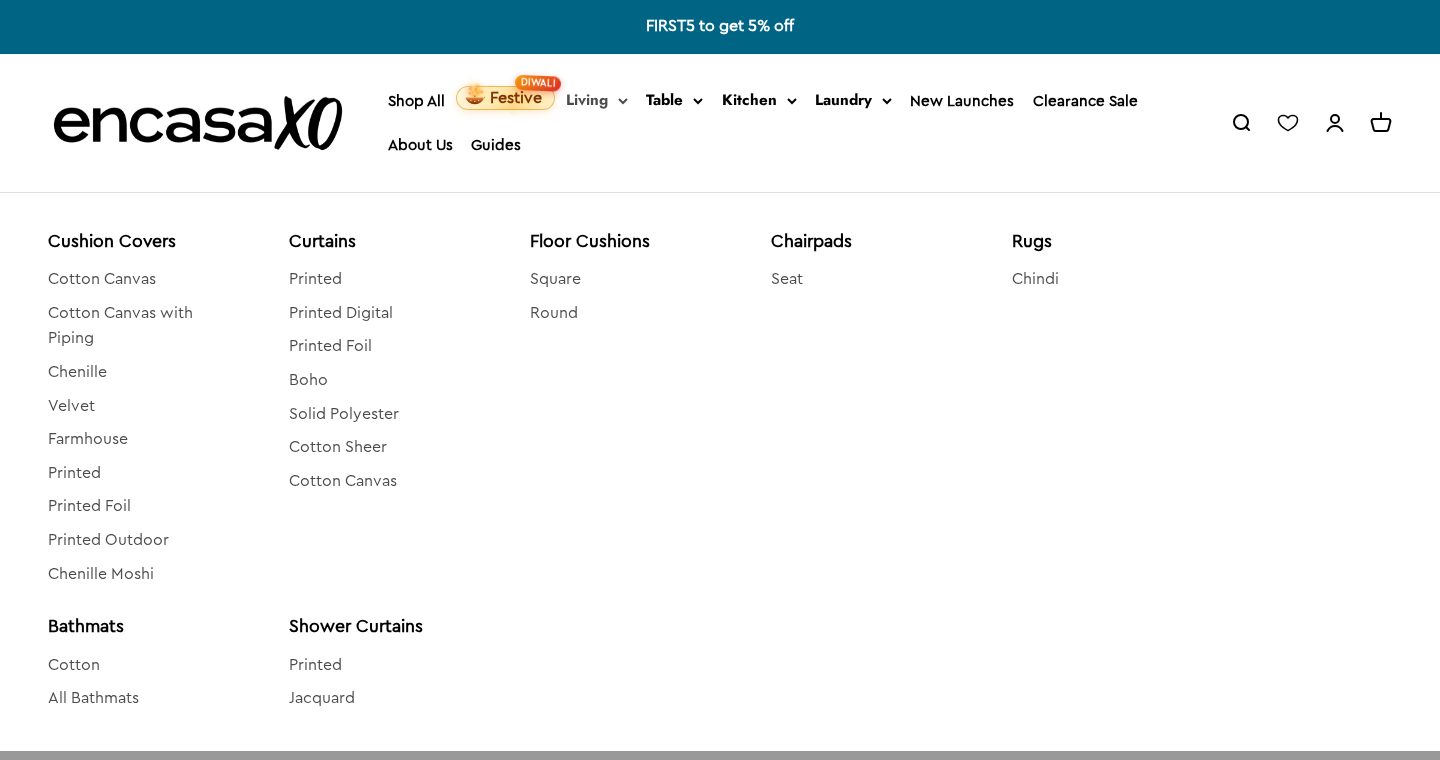 FIRST5 to get 5% off
encasaXO
Shop All
Festive
DIWALI
Living
Table
Kitchen
Laundry
New Launches
Clearance Sale
About Us
Guides
Cushion Covers
Cotton Canvas
Cotton Canvas with
Piping
Chenille
Velvet
Farmhouse
Printed
Printed Foil
Printed Outdoor
Chenille Moshi
Curtains
Printed
Printed Digital
Printed Foil
Boho
Solid Polyester
Cotton Sheer
Cotton Canvas
Floor Cushions
Square
Round
Chairpads
Seat
Rugs
Chindi
Bathmats
Cotton
All Bathmats
Shower Curtains
Printed
Jacquard